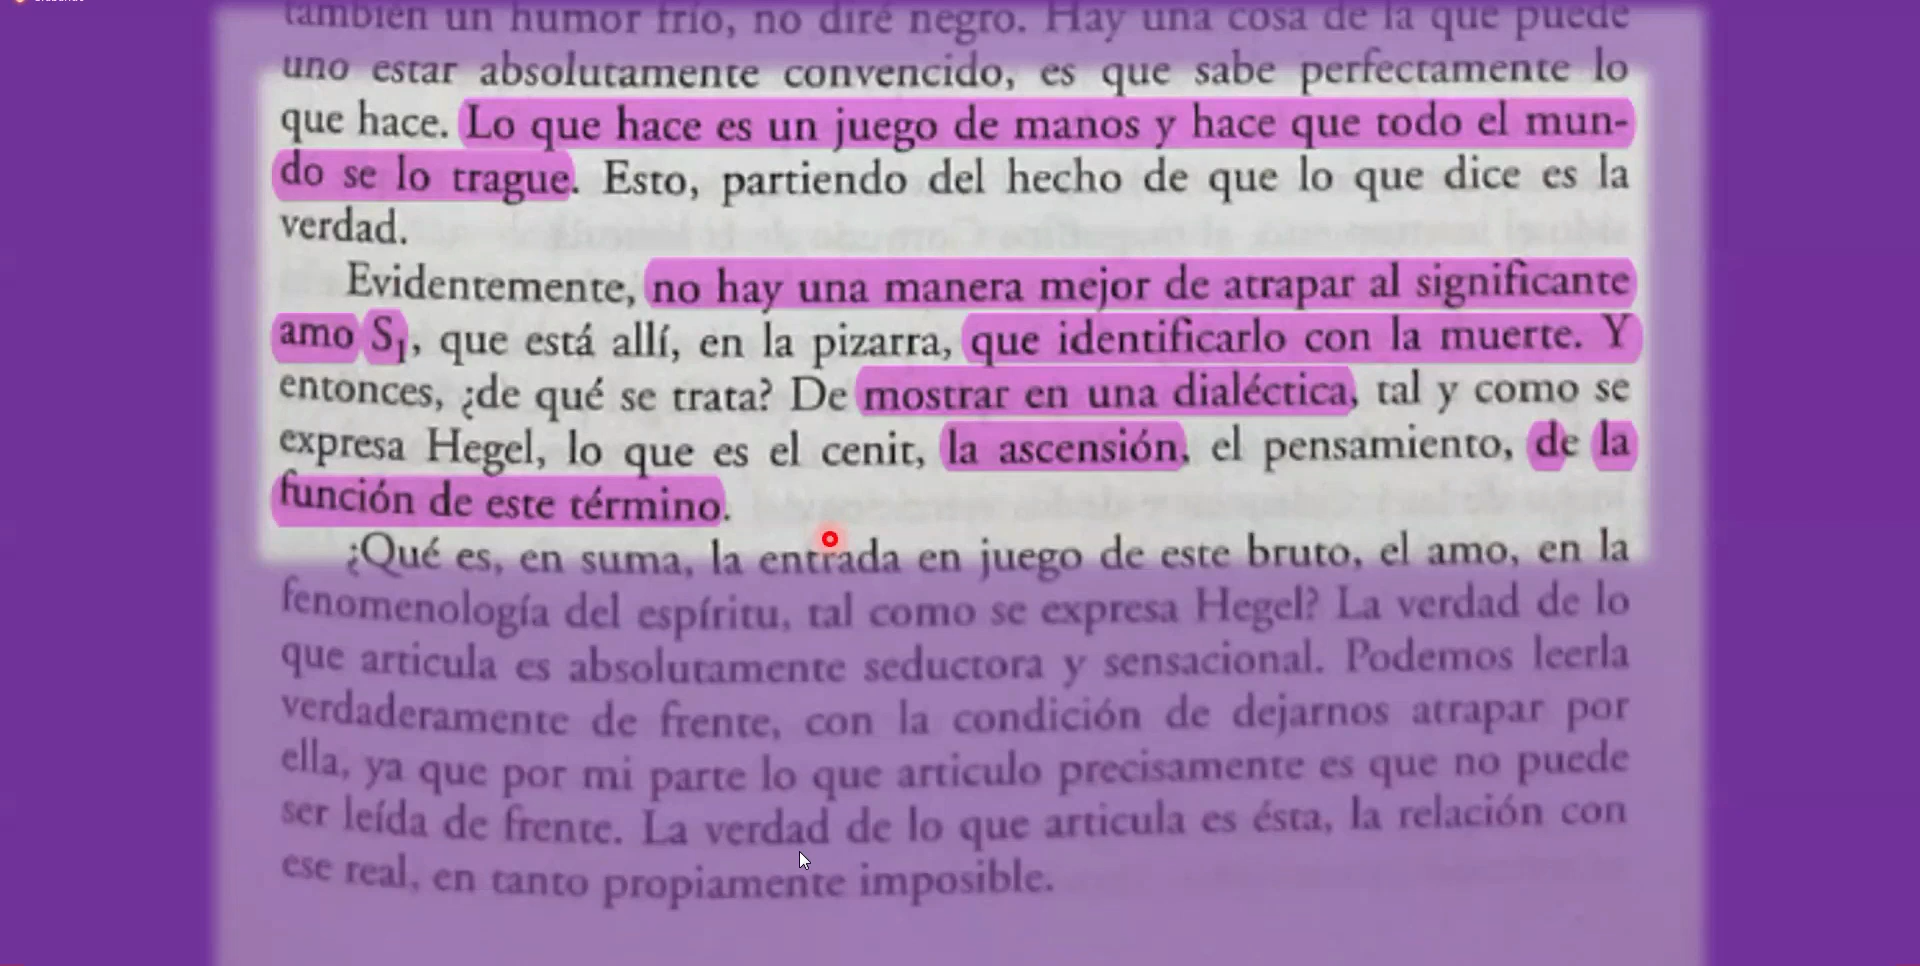 también un humor frío, no diré negro. Hay una cosa de la que puede
uno estar absolutamente convencido, es que sabe perfectamente lo
que hace. Lo que hace es un juego de manos y hace que todo el mun-
do se lo trague. Esto, partiendo del hecho de que lo que dice es la
verdad.
Evidentemente, no hay una manera mejor de atrapar al significante
amo S₁, que está allí, en la pizarra, que identificarlo con la muerte. Y
entonces, ¿de qué se trata? De mostrar en una dialéctica, tal y como se
expresa Hegel, lo que es el cenit, la ascensión, el pensamiento, de la
función de este término.
¿Qué es, en suma, la entrada en juego de este bruto, el amo, en la
fenomenología del espíritu, tal como se expresa Hegel? La verdad de lo
que articula es absolutamente seductora y sensacional. Podemos leerla
verdaderamente de frente, con la condición de dejarnos atrapar por
ella, ya que por mi parte lo que articulo precisamente es que no puede
ser leída de frente. La verdad de lo que articula es ésta, la relación con
ese real, en tanto propiamente imposible.